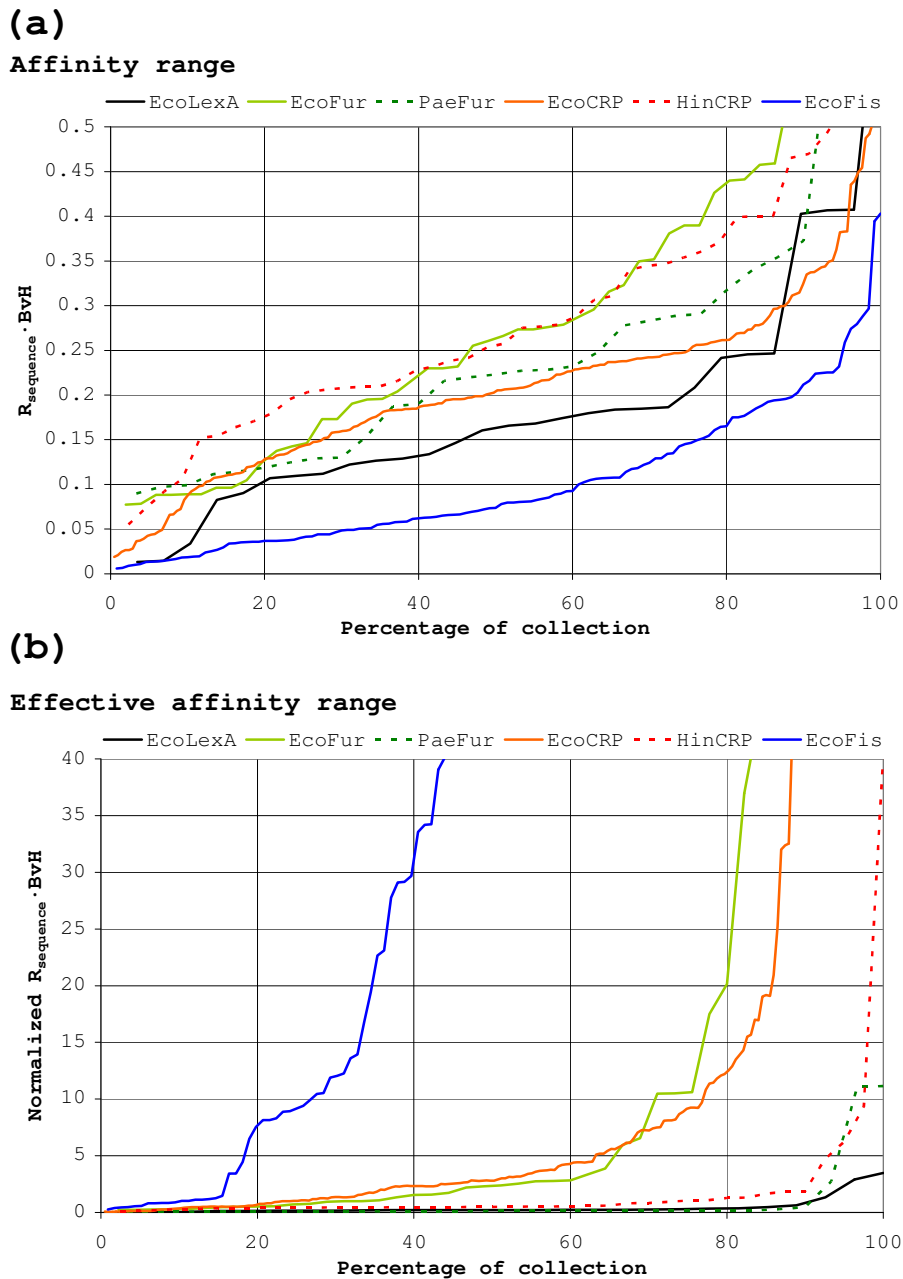 (a)
Affinity range
EcoLexA EcoFur PaeFur EcoCRP HinCRP EcoFis
0.5
0.45
0.4
0.35
0.3
0.25
0.2
0.15
0.1
0.05
0
Rsequence·BvH
0 20 40 60 80 100
Percentage of collection
(b)
Effective affinity range
EcoLexA EcoFur PaeFur EcoCRP HinCRP EcoFis
40
35
30
25
20
15
10
5
0
Normalized Rsequence·BvH
0 20 40 60 80 100
Percentage of collection